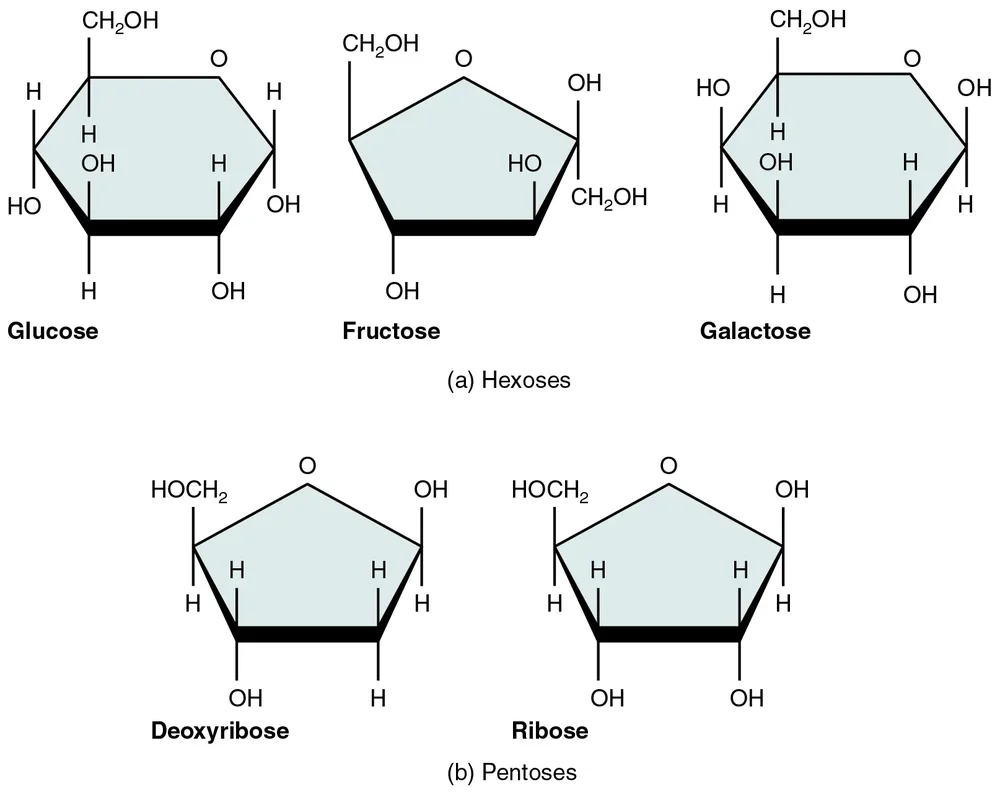 CH2OH CH2OH
CH2OH
O O O
OH
H H HO OH
H H
OH H HO OH H
HO OH CH2OH H H
H OH OH H OH
Glucose Fructose Galactose
(a) Hexoses
O O
HOCH2 OH HOCH2 OH
H H H H
H H H H
OH H OH OH
Deoxyribose Ribose
(b) Pentoses